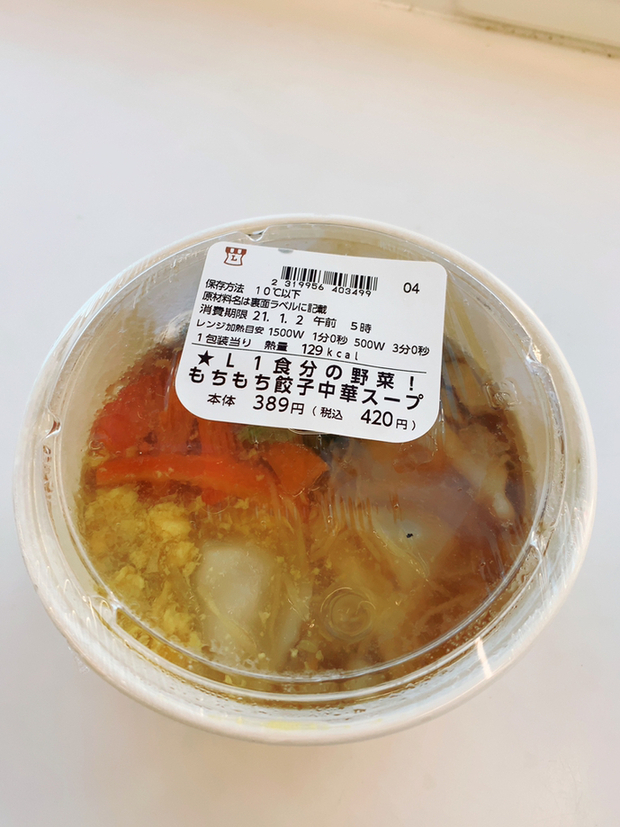 L
2 319956 403499
04
保存方法 10℃以下
原材料名は裏面ラベルに記載
消費期限 21.1.2 午前 5時
レンジ加熱目安 1500W 1分0秒 500W 3分0秒
1包装当り 熱量 129kcal
★L1食分の野菜!
もちもち餃子中華スープ
本体 389円(税込 420円)